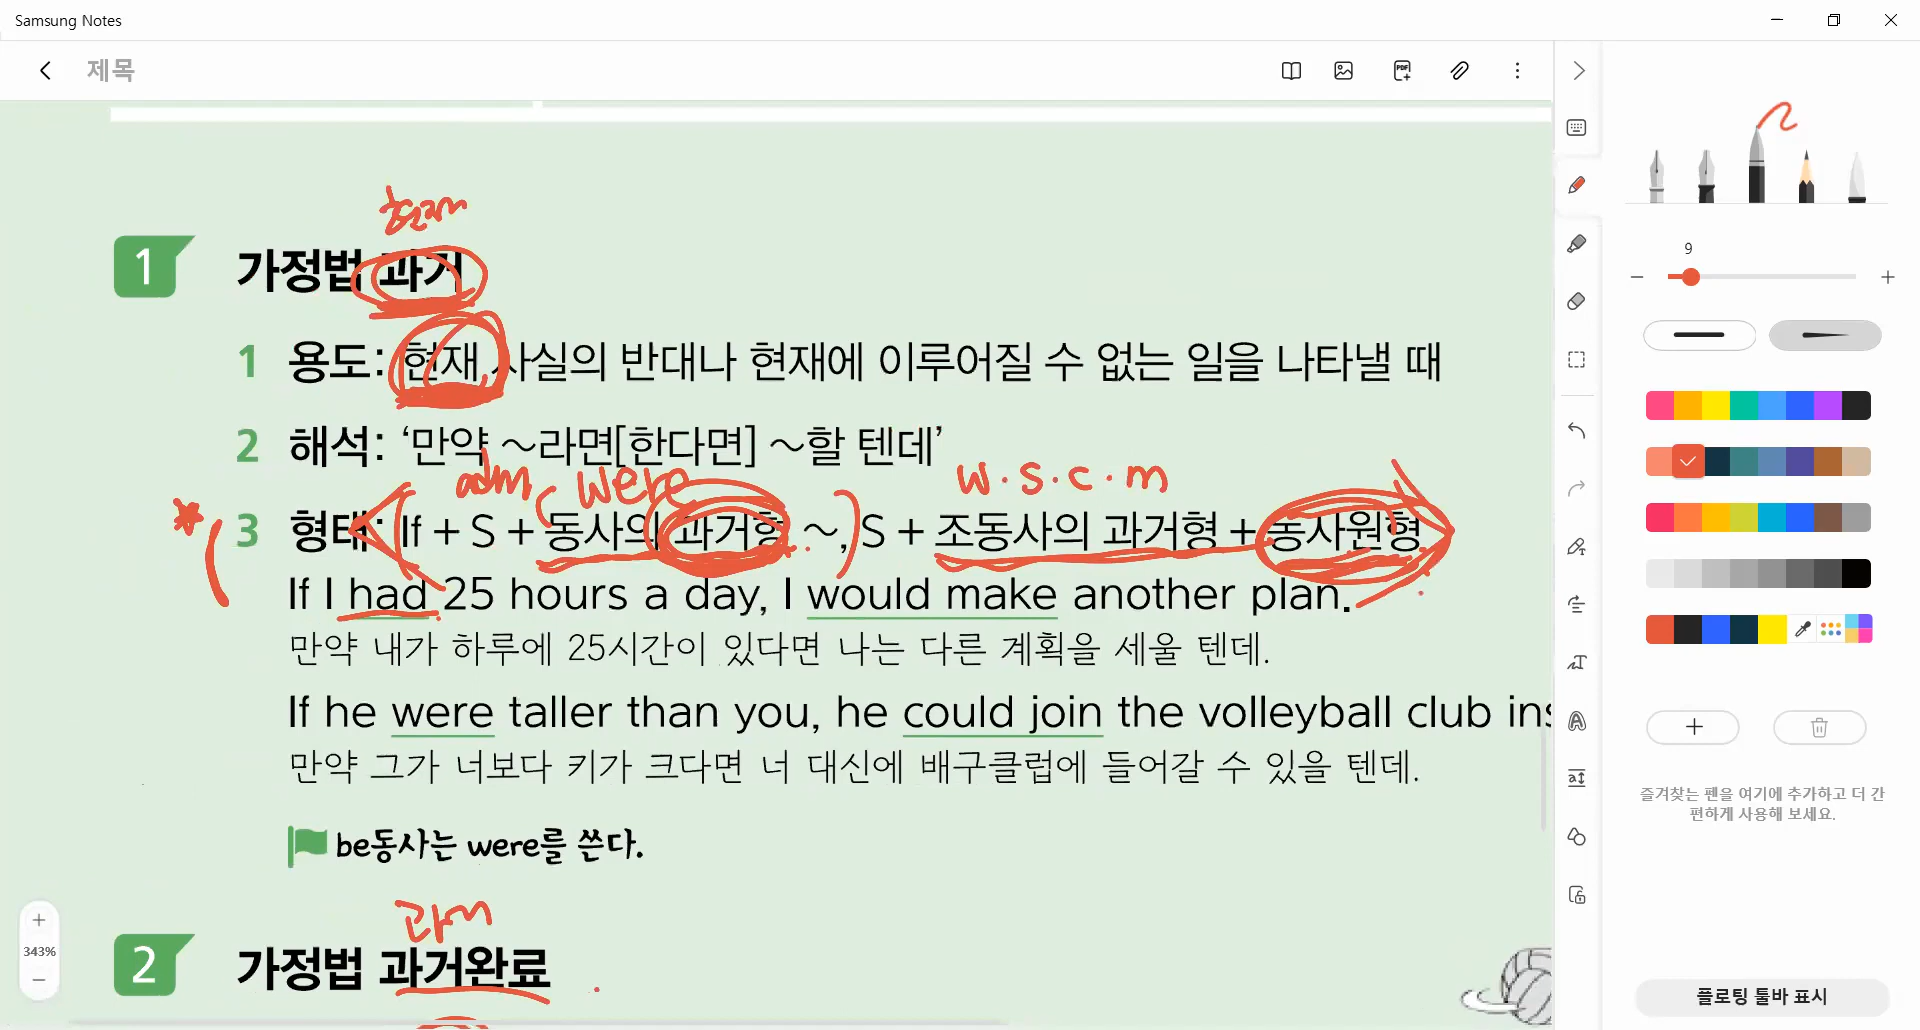 Samsung Notes
제목
1 가정법 과거
1 용도: 현재 사실의 반대나 현재에 이루어질 수 없는 일을 나타낼 때
2 해석: ‘만약 ~라면[한다면] ~할 텐데’
were w.s.c.m
3 형태: If + S + 동사의 과거형 ~, S + 조동사의 과거형 + 동사원형
If I had 25 hours a day, I would make another plan.
만약 내가 하루에 25시간이 있다면 나는 다른 계획을 세울 텐데.
If he were taller than you, he could join the volleyball club ins
만약 그가 너보다 키가 크다면 너 대신에 배구클럽에 들어갈 수 있을 텐데.
be동사는 were를 쓴다.
2 가정법 과거완료
343%
9
즐겨찾는 펜을 여기에 추가하고 더 간
편하게 사용해 보세요.
플로팅 툴바 표시